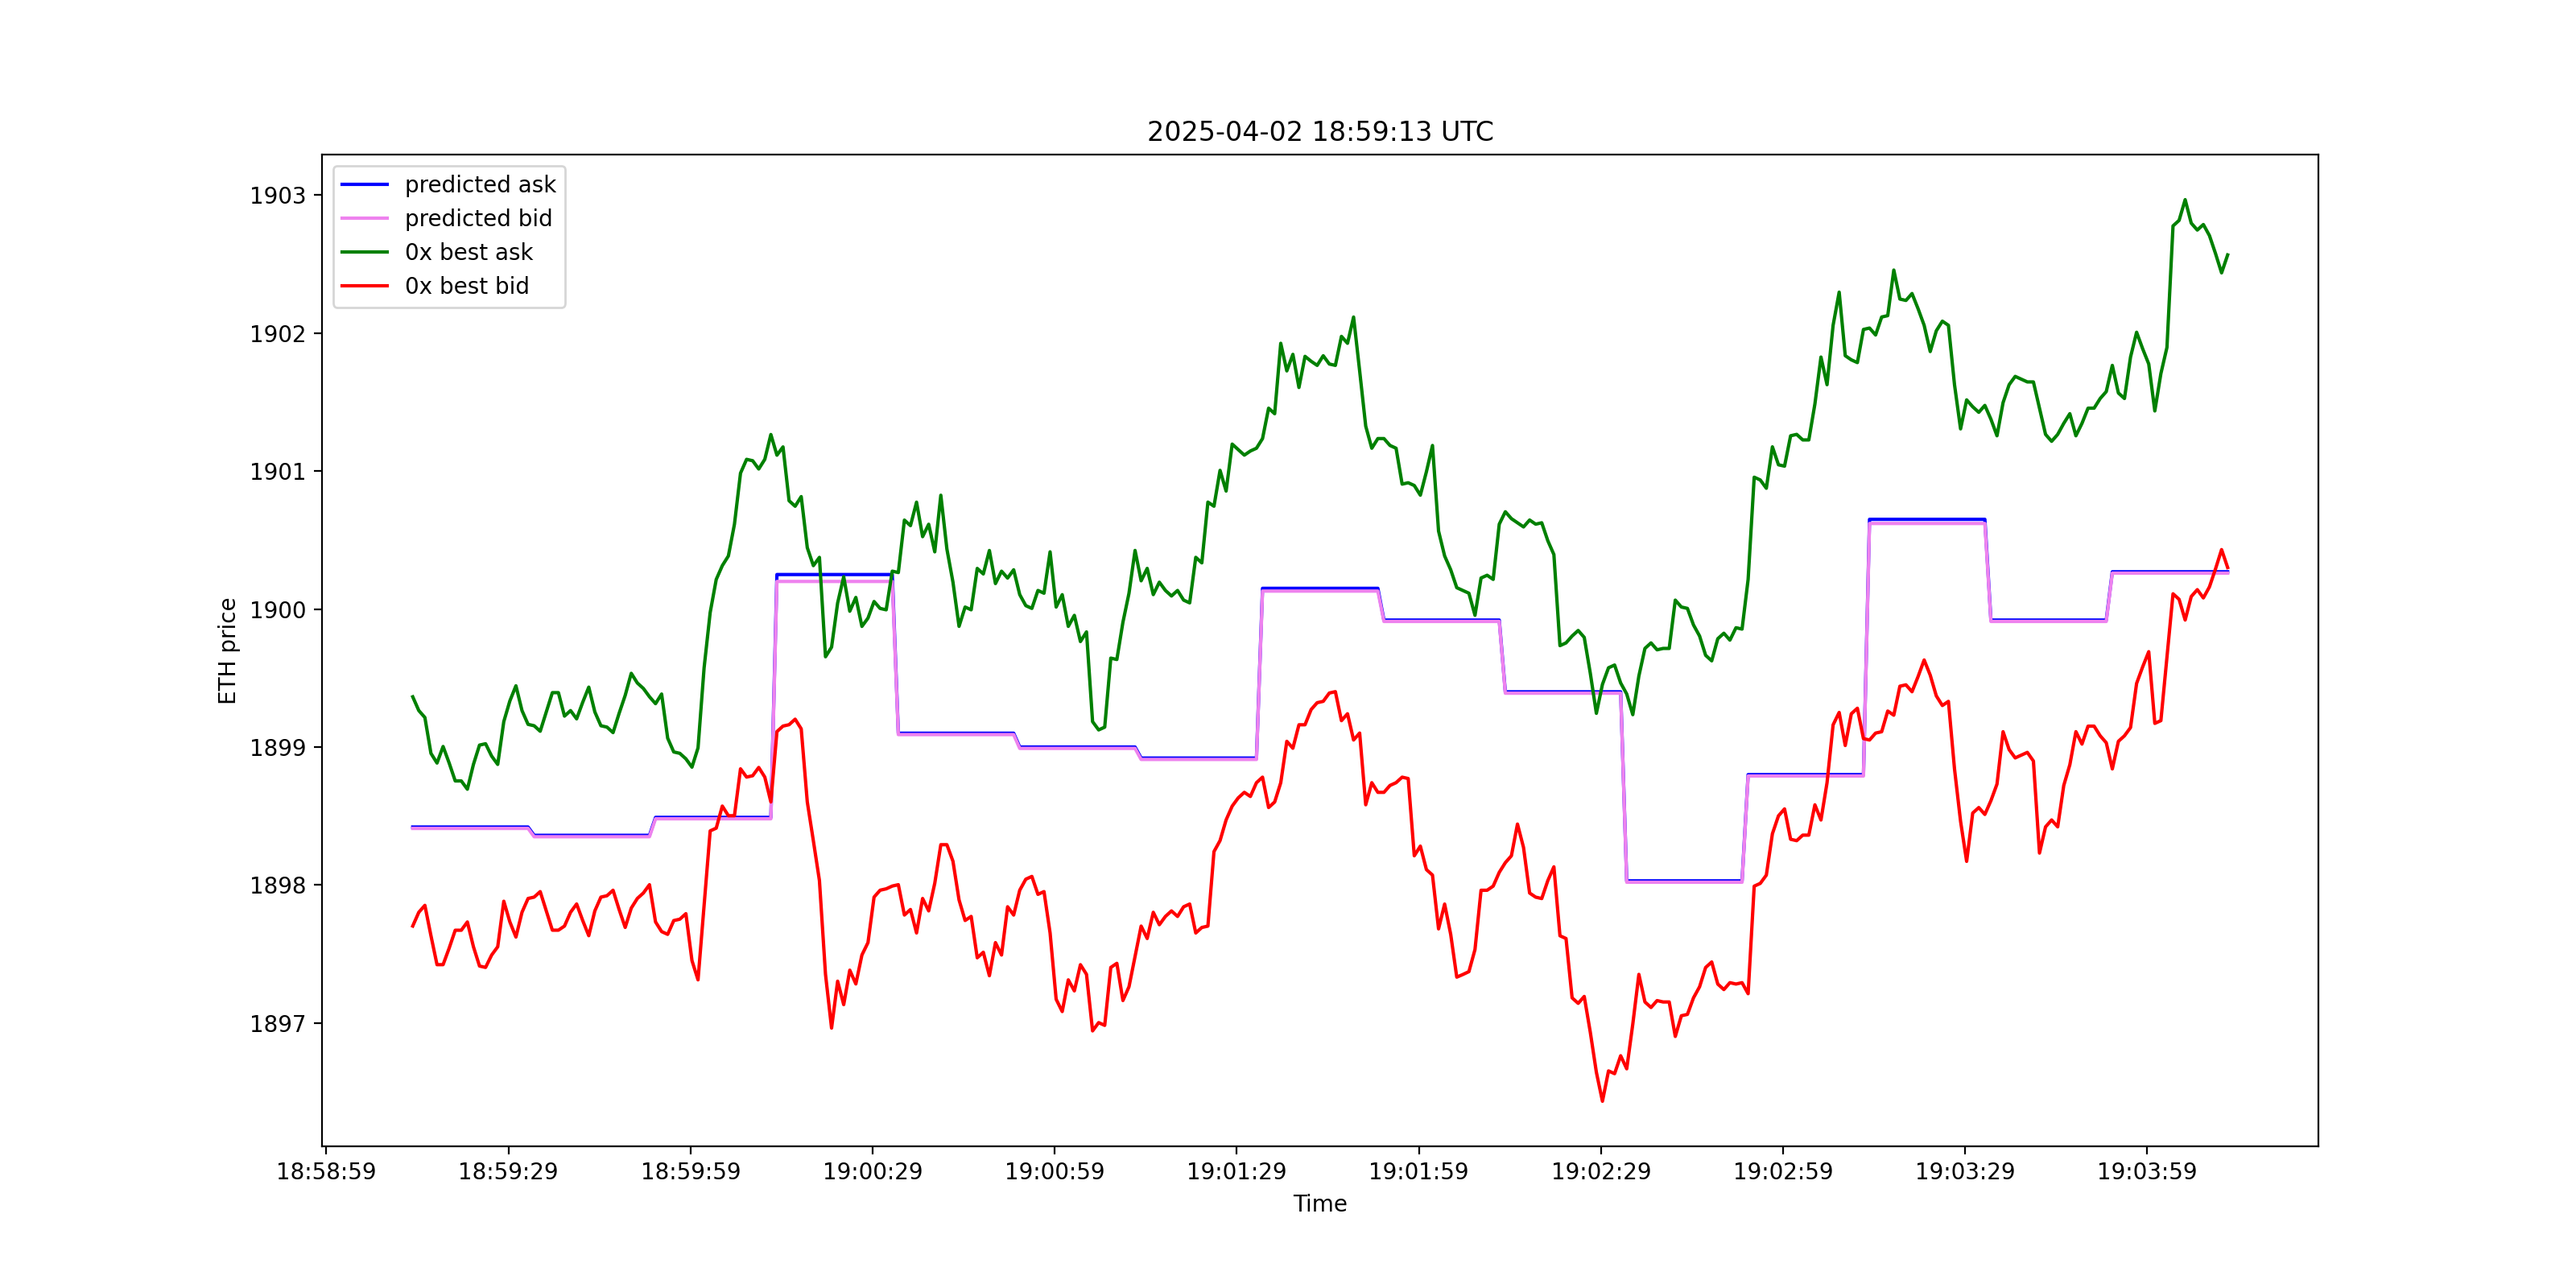 2025-04-02 18:59:13 UTC
predicted ask
predicted bid
0x best ask
0x best bid
1903
1902
1901
1900
1899
1898
1897
ETH price
18:58:59 18:59:29 18:59:59 19:00:29 19:00:59 19:01:29 19:01:59 19:02:29 19:02:59 19:03:29 19:03:59
Time